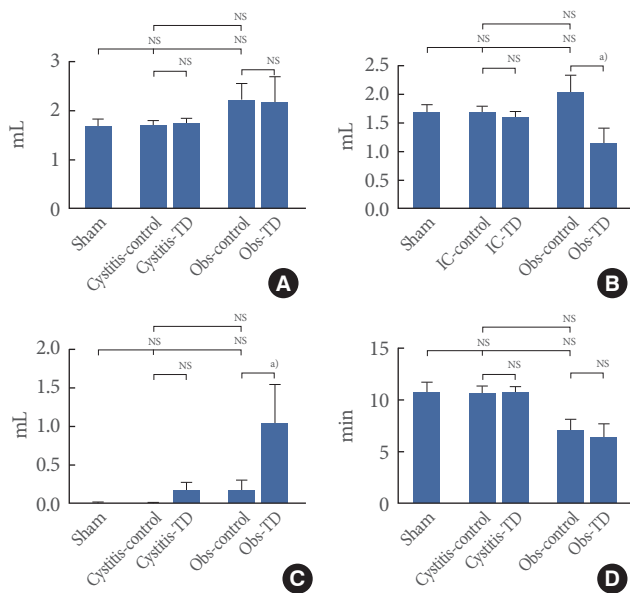 NS
NS
NS
NS
NS
3
2
1
0
mL
Sham
Cystitis-control
Cystitis-TD
Obs-control
Obs-TD
A
NS
NS
NS
NS
a)
2.5
2.0
1.5
1.0
0.5
0.0
mL
Sham
IC-control
IC-TD
Obs-control
Obs-TD
B
NS
NS
NS
NS
a)
2.0
1.5
1.0
0.5
0.0
mL
Sham
Cystitis-control
Cystitis-TD
Obs-control
Obs-TD
C
NS
NS
NS
NS
NS
15
10
5
0
min
Sham
Cystitis-control
Cystitis-TD
Obs-control
Obs-TD
D